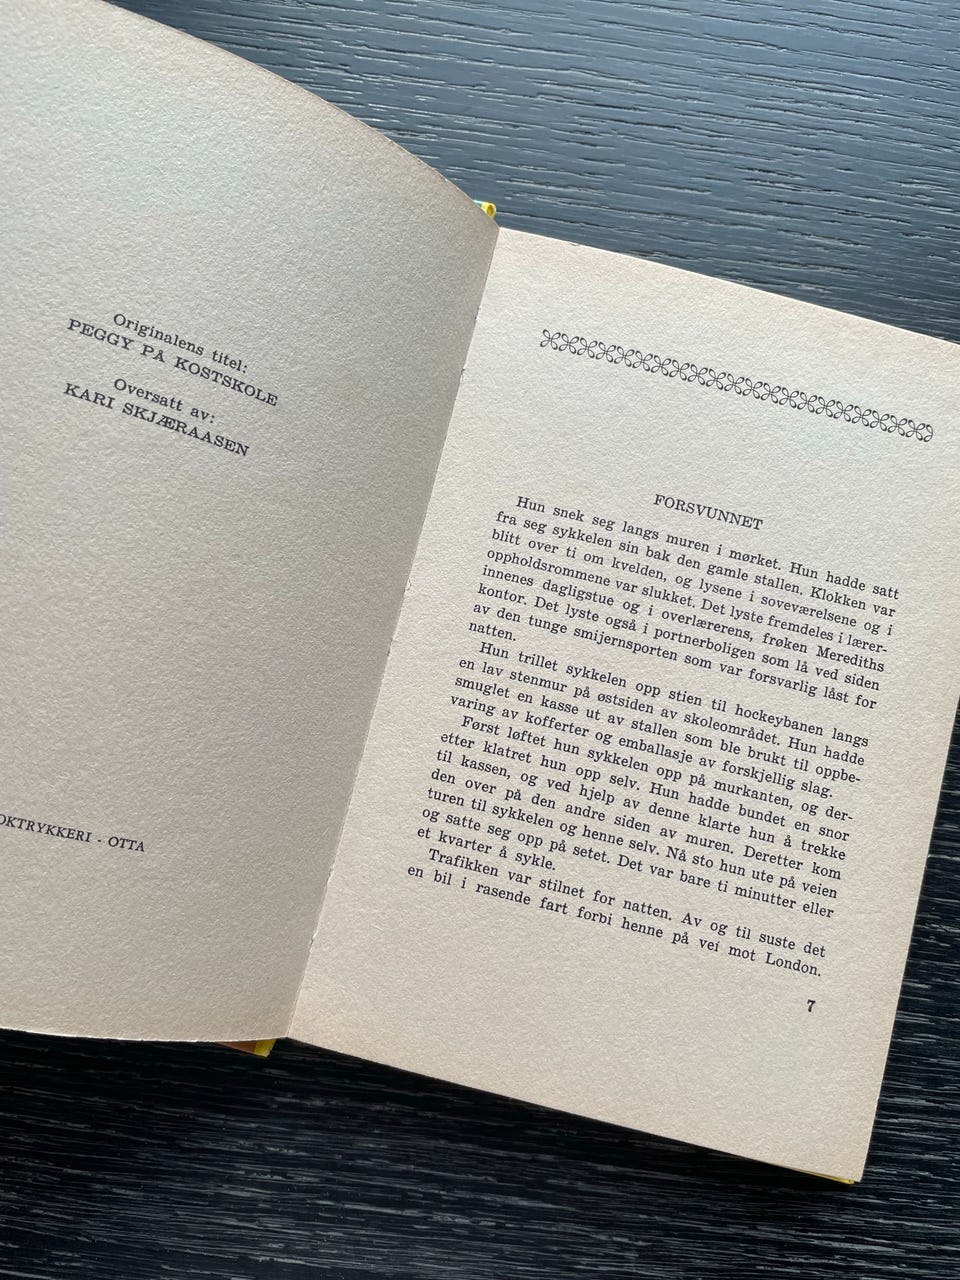 Originalens titel:
PEGGY PÅ KOSTSKOLE
Oversatt av:
KARI SKJÆRAASEN
OKTRYKKERI - OTTA
FORSVUNNET
Hun snek seg langs muren i mørket. Hun hadde satt
fra seg sykkelen sin bak den gamle stallen. Klokken var
blitt over ti om kvelden, og lysene i soveværelsene og i
oppholdsrommene var slukket. Det lyste fremdeles i lærer-
innenes dagligstue og i overlærerens, frøken Merediths
kontor. Det lyste også i portnerboligen som lå ved siden
av den tunge smijernsporten som var forsvarlig låst for
natten.
Hun trillet sykkelen opp stien til hockeybanen langs
en lav stenmur på østsiden av skoleområdet. Hun hadde
smuglet en kasse ut av stallen som ble brukt til oppbe-
varing av kofferter og emballasje av forskjellig slag.
Først løftet hun sykkelen opp på murkanten, og der-
etter klatret hun opp selv. Hun hadde bundet en snor
til kassen, og ved hjelp av denne klarte hun å trekke
den over på den andre siden av muren. Deretter kom
turen til sykkelen og henne selv. Nå sto hun ute på veien
og satte seg opp på setet. Det var bare ti minutter eller
et kvarter å sykle.
Trafikken var stilnet for natten. Av og til suste det
en bil i rasende fart forbi henne på vei mot London.
7